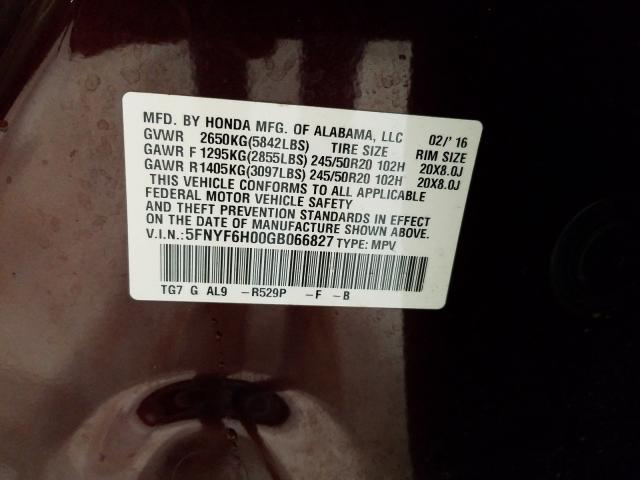 MFD. BY HONDA MFG. OF ALABAMA, LLC 02/'16
GVWR 2650KG(5842LBS) TIRE SIZE RIM SIZE
GAWR F 1295KG(2855LBS) 245/50R20 102H 20X8.0J
GAWR R1405KG(3097LBS) 245/50R20 102H 20X8.0J
THIS VEHICLE CONFORMS TO ALL APPLICABLE
FEDERAL MOTOR VEHICLE SAFETY
AND THEFT PREVENTION STANDARDS IN EFFECT
ON THE DATE OF MANUFACTURE SHOWN ABOVE.
V.I.N.:5FNYF6H00GB066827 TYPE: MPV
TG7 G AL9 -R529P -F -B